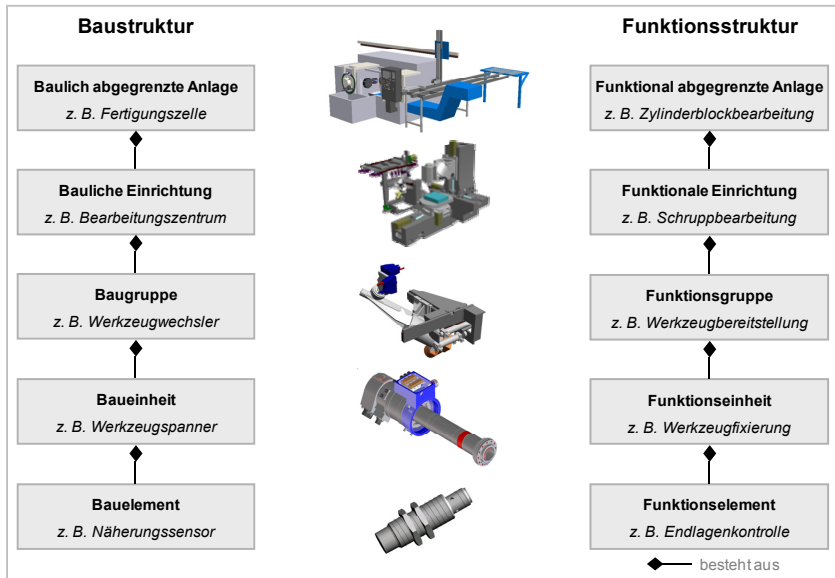 Baustruktur
Baulich abgegrenzte Anlage
z. B. Fertigungszelle
Bauliche Einrichtung
z. B. Bearbeitungszentrum
Baugruppe
z. B. Werkzeugwechsler
Baueinheit
z. B. Werkzeugspanner
Bauelement
z. B. Näherungssensor
Funktionsstruktur
Funktional abgegrenzte Anlage
z. B. Zylinderblockbearbeitung
Funktionale Einrichtung
z. B. Schruppbearbeitung
Funktionsgruppe
z. B. Werkzeugbereitstellung
Funktionseinheit
z. B. Werkzeugfixierung
Funktionselement
z. B. Endlagenkontrolle
besteht aus